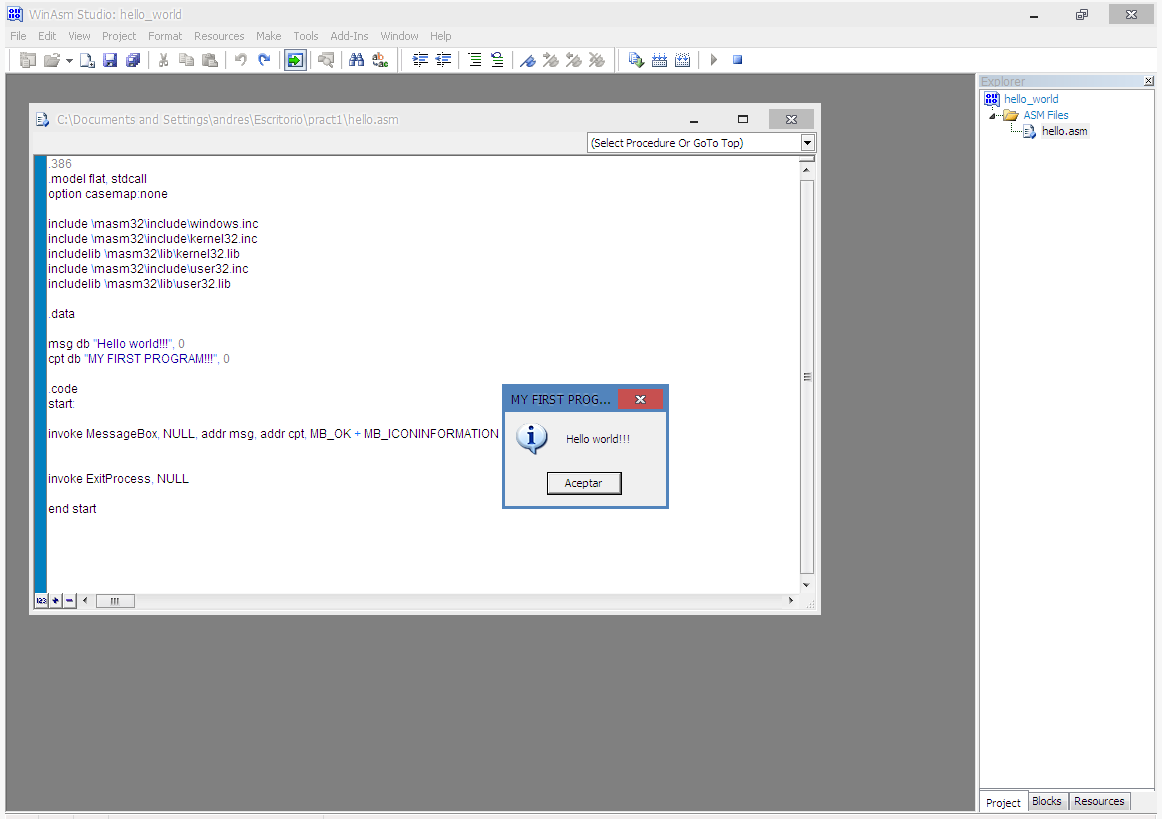 WinAsm Studio: hello_world
File Edit View Project Format Resources Make Tools Add-Ins Window Help
C:\Documents and Settings\andres\Escritorio\pract1\hello.asm
(Select Procedure Or GoTo Top)
.386
.model flat, stdcall
option casemap:none
include \masm32\include\windows.inc
include \masm32\include\kernel32.inc
includelib \masm32\lib\kernel32.lib
include \masm32\include\user32.inc
includelib \masm32\lib\user32.lib
.data
msg db "Hello world!!!", 0
cpt db "MY FIRST PROGRAM!!!", 0
.code
start:
invoke MessageBox, NULL, addr msg, addr cpt, MB_OK + MB_ICONINFORMATION
invoke ExitProcess, NULL
end start
MY FIRST PROG...
Hello world!!!
Aceptar
Explorer
hello_world
ASM Files
hello.asm
Project Blocks Resources